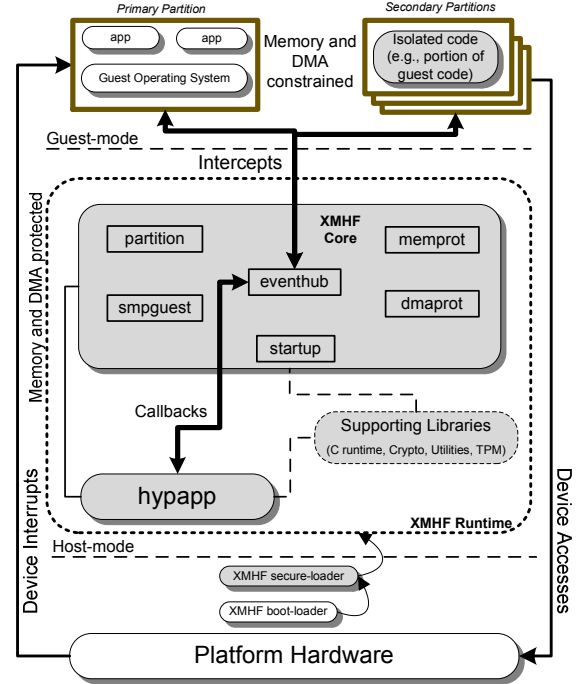 Primary Partition
Secondary Partitions
app
app
Guest Operating System
Memory and
DMA
constrained
Isolated code
(e.g., portion of
guest code)
Guest-mode
Intercepts
Memory and DMA protected
XMHF
Core
partition
memprot
eventhub
smpguest
dmaprot
startup
Callbacks
Supporting Libraries
(C runtime, Crypto, Utilities, TPM)
hypapp
XMHF Runtime
Host-mode
Device Interrupts
Device Accesses
XMHF secure-loader
XMHF boot-loader
Platform Hardware